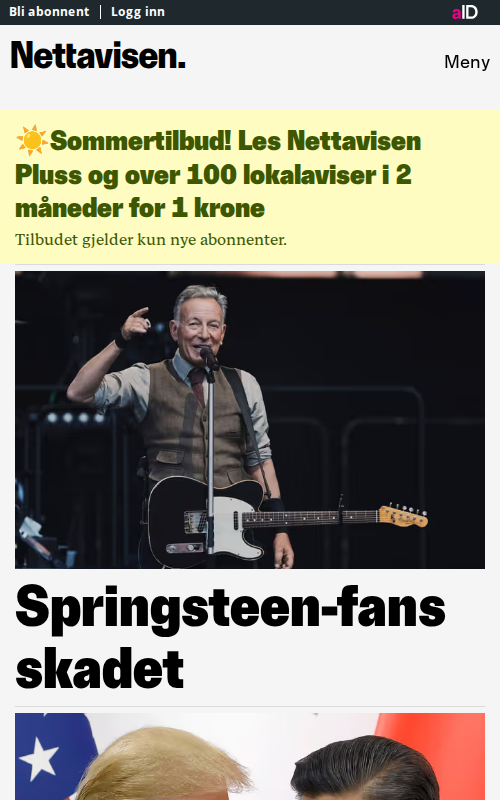 Bli abonnent | Logg inn
aID
Nettavisen.
Meny
☀️Sommertilbud! Les Nettavisen
Pluss og over 100 lokalaviser i 2
måneder for 1 krone
Tilbudet gjelder kun nye abonnenter.
Springsteen-fans
skadet